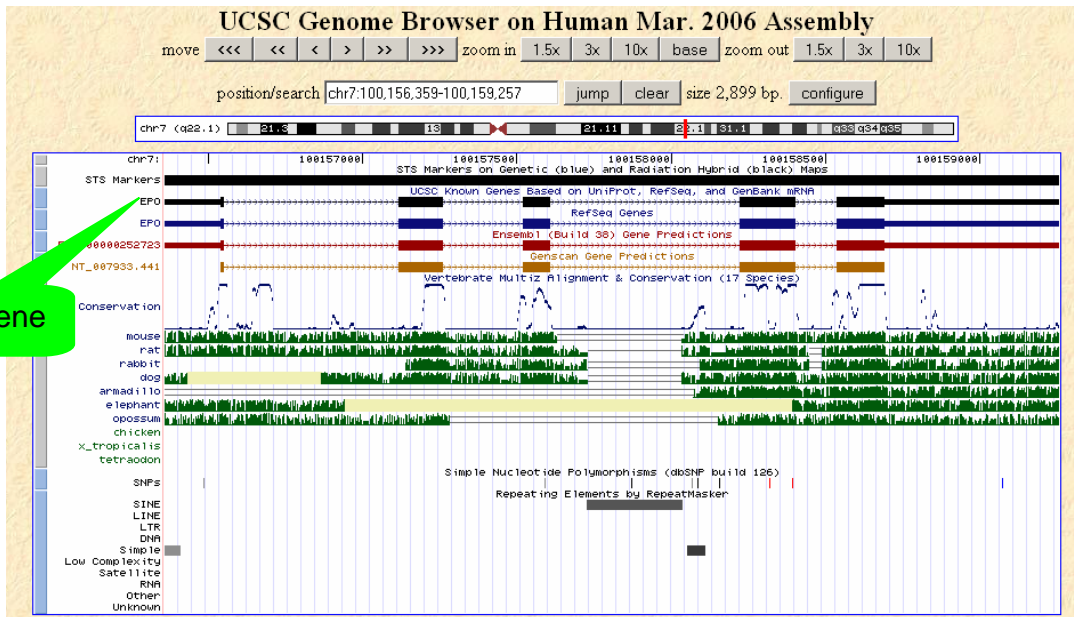 UCSC Genome Browser on Human Mar. 2006 Assembly
move <<< << < > >> >>> zoom in 1.5x 3x 10x base zoom out 1.5x 3x 10x
position/search chr7:100,156,359-100,159,257 jump clear size 2,899 bp. configure
chr7 (q22.1) 21.3 13 21.11 22.1 31.1 q33 q34 q35
chr7: 100157000| 100157500| 100158000| 100158500| 100159000|
STS Markers on Genetic (blue) and Radiation Hybrid (black) Maps
STS Markers
UCSC Known Genes Based on UniProt, RefSeq, and GenBank mRNA
EPO
RefSeq Genes
EPO
Ensembl (Build 38) Gene Predictions
00000252723
Genscan Gene Predictions
NT_007933.441
Vertebrate Multiz Alignment & Conservation (17 Species)
Conservation
ene
mouse
rat
rabbit
dog
armadillo
elephant
opossum
chicken
x_tropicalis
tetraodon
Simple Nucleotide Polymorphisms (dbSNP build 126)
SNPs
Repeating Elements by RepeatMasker
SINE
LINE
LTR
DNA
Simple
Low Complexity
Satellite
RNA
Other
Unknown